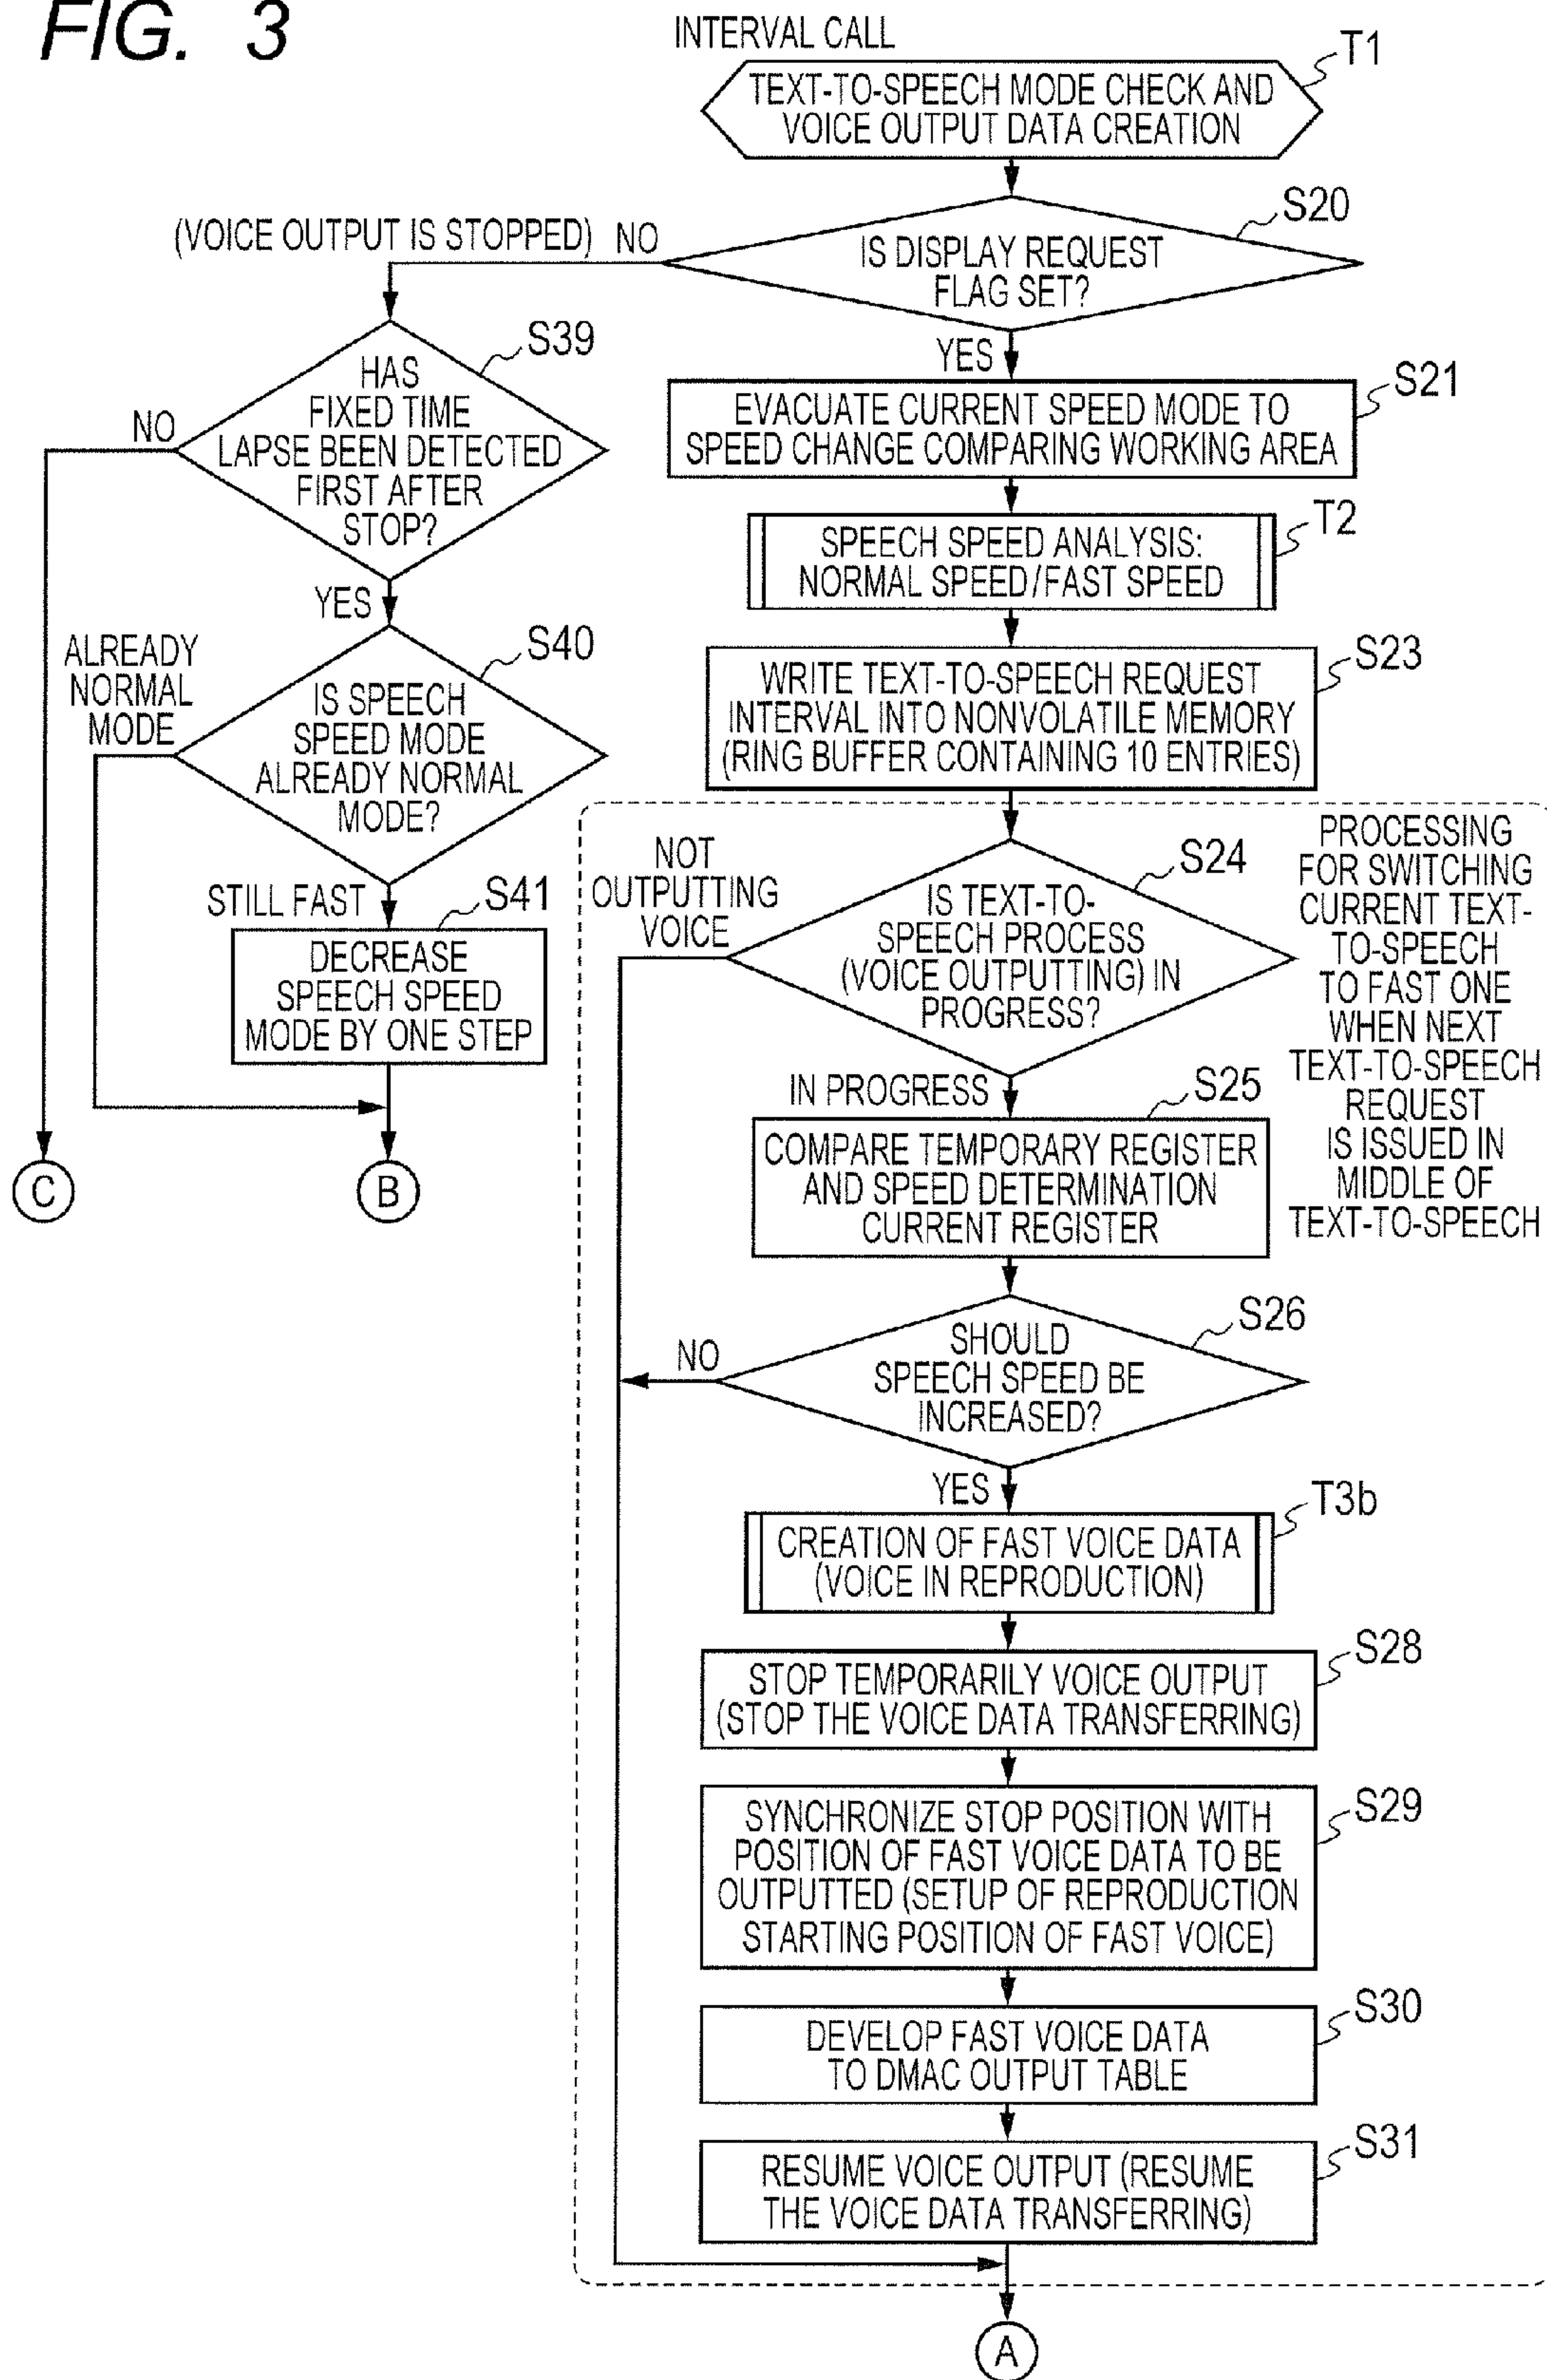 FIG. 3
INTERVAL CALL
T1
TEXT-TO-SPEECH MODE CHECK AND
VOICE OUTPUT DATA CREATION
S20
(VOICE OUTPUT IS STOPPED) NO
IS DISPLAY REQUEST
FLAG SET?
YES
S39
HAS
FIXED TIME
LAPSE BEEN DETECTED
FIRST AFTER
STOP?
NO
YES
S21
EVACUATE CURRENT SPEED MODE TO
SPEED CHANGE COMPARING WORKING AREA
T2
SPEECH SPEED ANALYSIS:
NORMAL SPEED/FAST SPEED
S40
ALREADY
NORMAL
MODE
IS SPEECH
SPEED MODE
ALREADY NORMAL
MODE?
S23
WRITE TEXT-TO-SPEECH REQUEST
INTERVAL INTO NONVOLATILE MEMORY
(RING BUFFER CONTAINING 10 ENTRIES)
STILL FAST
S41
DECREASE
SPEECH SPEED
MODE BY ONE STEP
C
B
NOT
OUTPUTTING
VOICE
S24
IS TEXT-TO-
SPEECH PROCESS
(VOICE OUTPUTTING) IN
PROGRESS?
PROCESSING
FOR SWITCHING
CURRENT TEXT-
TO-SPEECH
TO FAST ONE
WHEN NEXT
TEXT-TO-SPEECH
REQUEST
IS ISSUED IN
MIDDLE OF
TEXT-TO-SPEECH
IN PROGRESS
S25
COMPARE TEMPORARY REGISTER
AND SPEED DETERMINATION
CURRENT REGISTER
S26
NO
SHOULD
SPEECH SPEED BE
INCREASED?
YES
T3b
CREATION OF FAST VOICE DATA
(VOICE IN REPRODUCTION)
S28
STOP TEMPORARILY VOICE OUTPUT
(STOP THE VOICE DATA TRANSFERRING)
S29
SYNCHRONIZE STOP POSITION WITH
POSITION OF FAST VOICE DATA TO BE
OUTPUTTED (SETUP OF REPRODUCTION
STARTING POSITION OF FAST VOICE)
S30
DEVELOP FAST VOICE DATA
TO DMAC OUTPUT TABLE
S31
RESUME VOICE OUTPUT (RESUME
THE VOICE DATA TRANSFERRING)
A